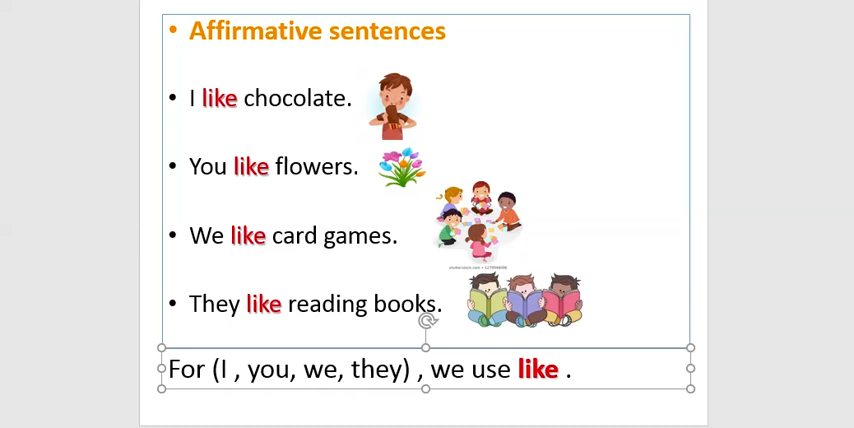 • Affirmative sentences
• I like chocolate.
• You like flowers.
• We like card games.
• They like reading books.
For (I , you, we, they) , we use like .